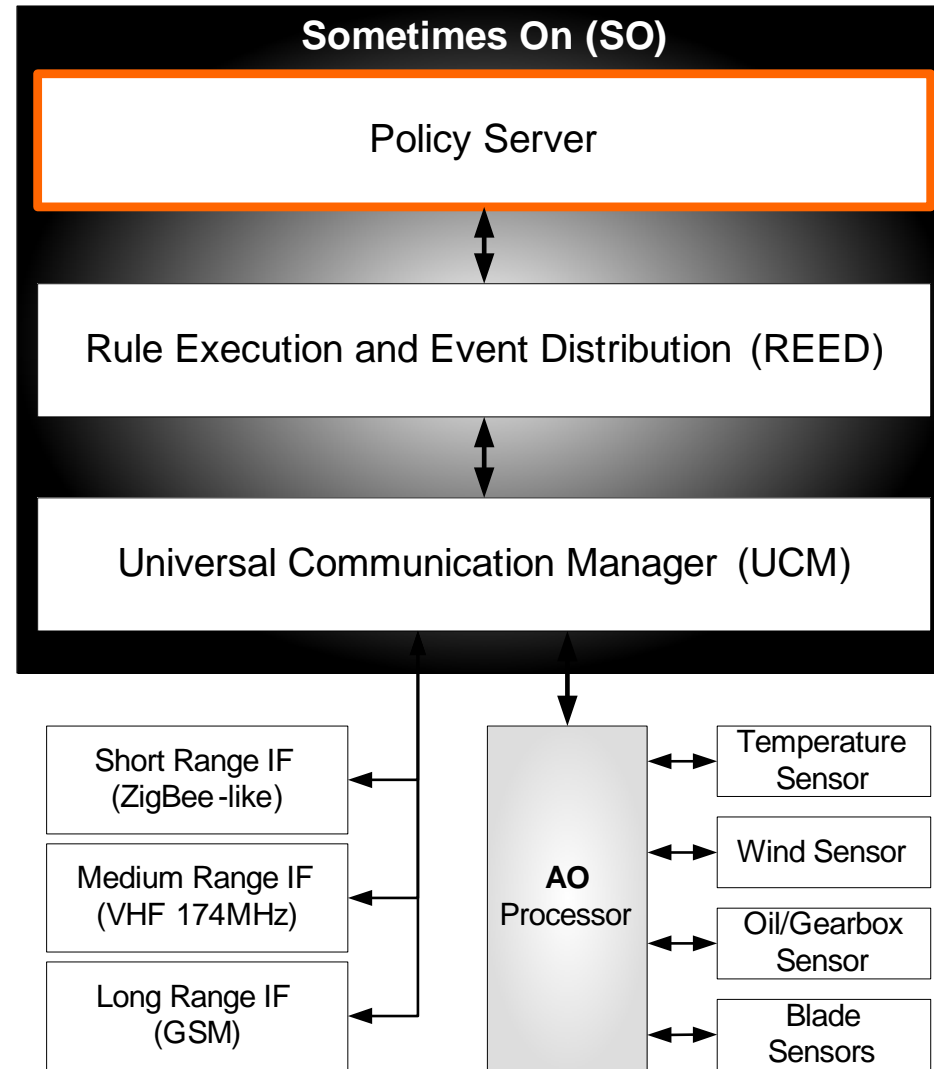 Sometimes On (SO)
Policy Server
Rule Execution and Event Distribution (REED)
Universal Communication Manager (UCM)
Short Range IF
(ZigBee-like)
Medium Range IF
(VHF 174MHz)
Long Range IF
(GSM)
AO
Processor
Temperature
Sensor
Wind Sensor
Oil/Gearbox
Sensor
Blade
Sensors